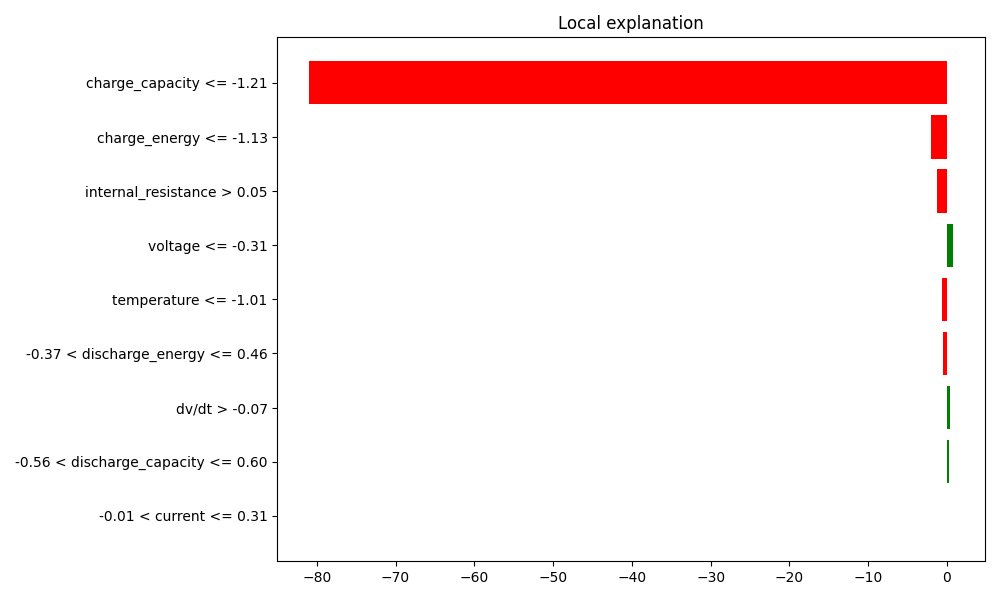 Local explanation
charge_capacity <= -1.21
charge_energy <= -1.13
internal_resistance > 0.05
voltage <= -0.31
temperature <= -1.01
-0.37 < discharge_energy <= 0.46
dv/dt > -0.07
-0.56 < discharge_capacity <= 0.60
-0.01 < current <= 0.31
−80 −70 −60 −50 −40 −30 −20 −10 0